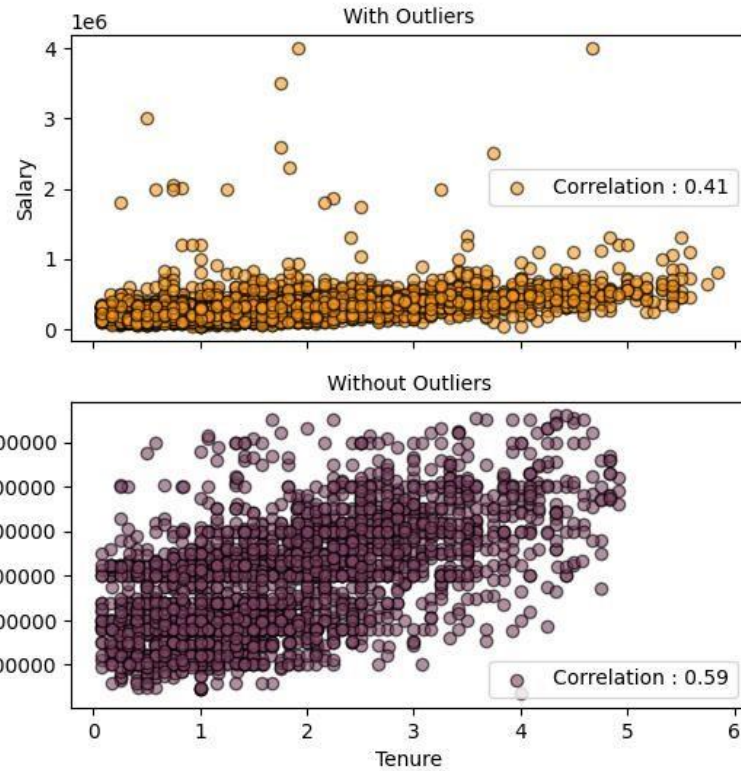 With Outliers
1e6
4
3
2
1
0
Salary
Correlation : 0.41
Without Outliers
00000
00000
00000
00000
00000
00000
Correlation : 0.59
0 1 2 3 4 5 6
Tenure